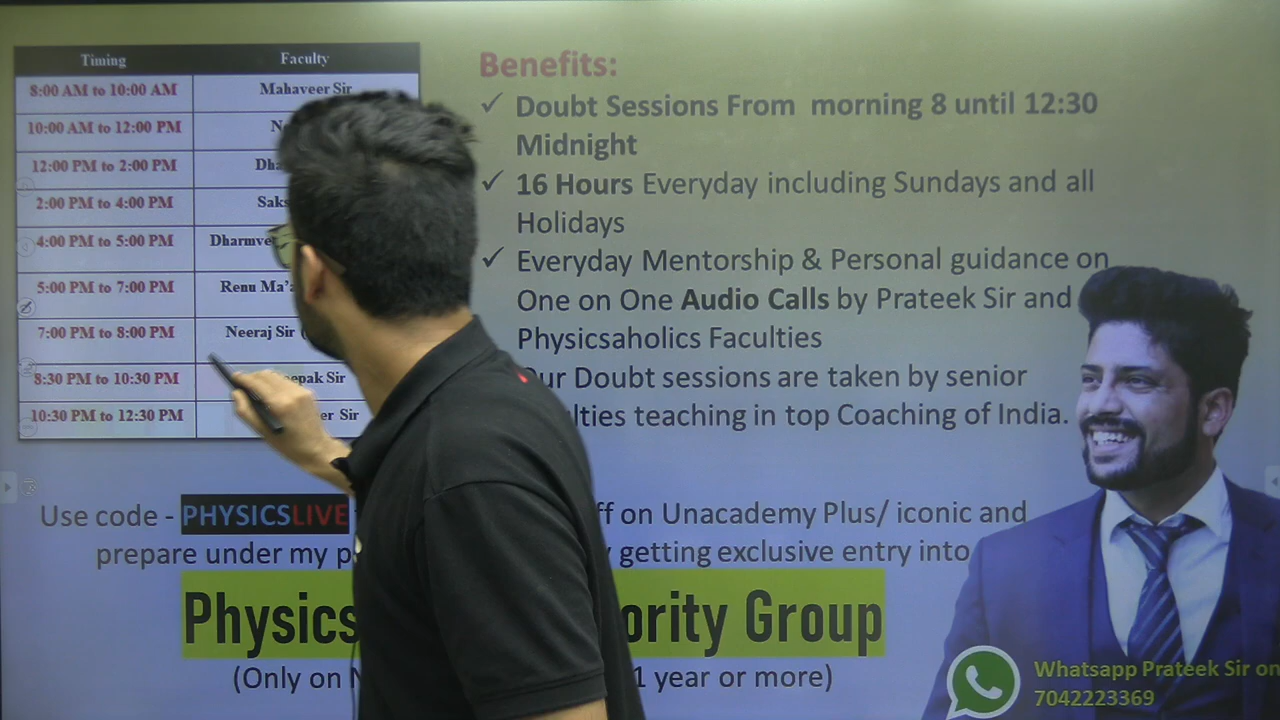 Timing Faculty
8:00 AM to 10:00 AM Mahaveer Sir
10:00 AM to 12:00 PM
12:00 PM to 2:00 PM
2:00 PM to 4:00 PM
4:00 PM to 5:00 PM
5:00 PM to 7:00 PM Renu
7:00 PM to 8:00 PM Neeraj Sir
8:30 PM to 10:30 PM Sir
10:30 PM to 12:30 PM Sir
Benefits:
✓ Doubt Sessions From morning 8 until 12:30
Midnight
✓ 16 Hours Everyday including Sundays and all
Holidays
✓ Everyday Mentorship & Personal guidance on
One on One Audio Calls by Prateek Sir and
Physicsaholics Faculties
Our Doubt sessions are taken by senior
teaching in top Coaching of India.
Use code - PHYSICSLIVE on Unacademy Plus/ iconic and
prepare under my getting exclusive entry into
Physics Group
(Only on 1 year or more)
Whatsapp Prateek Sir on
7042223369